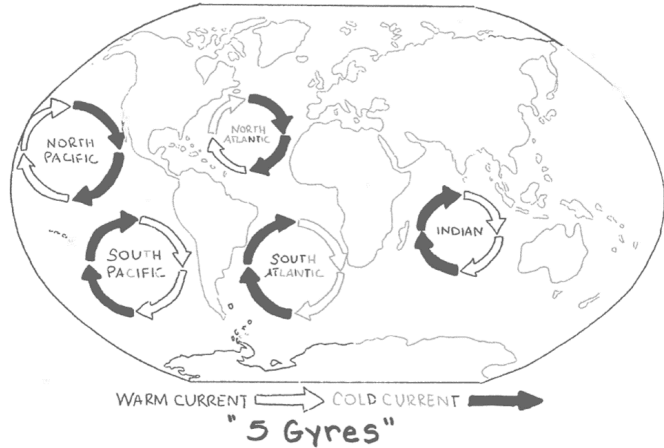 NORTH
PACIFIC
NORTH
ATLANTIC
SOUTH
PACIFIC
SOUTH
ATLANTIC
INDIAN
WARM CURRENT COLD CURRENT
"5 Gyres"